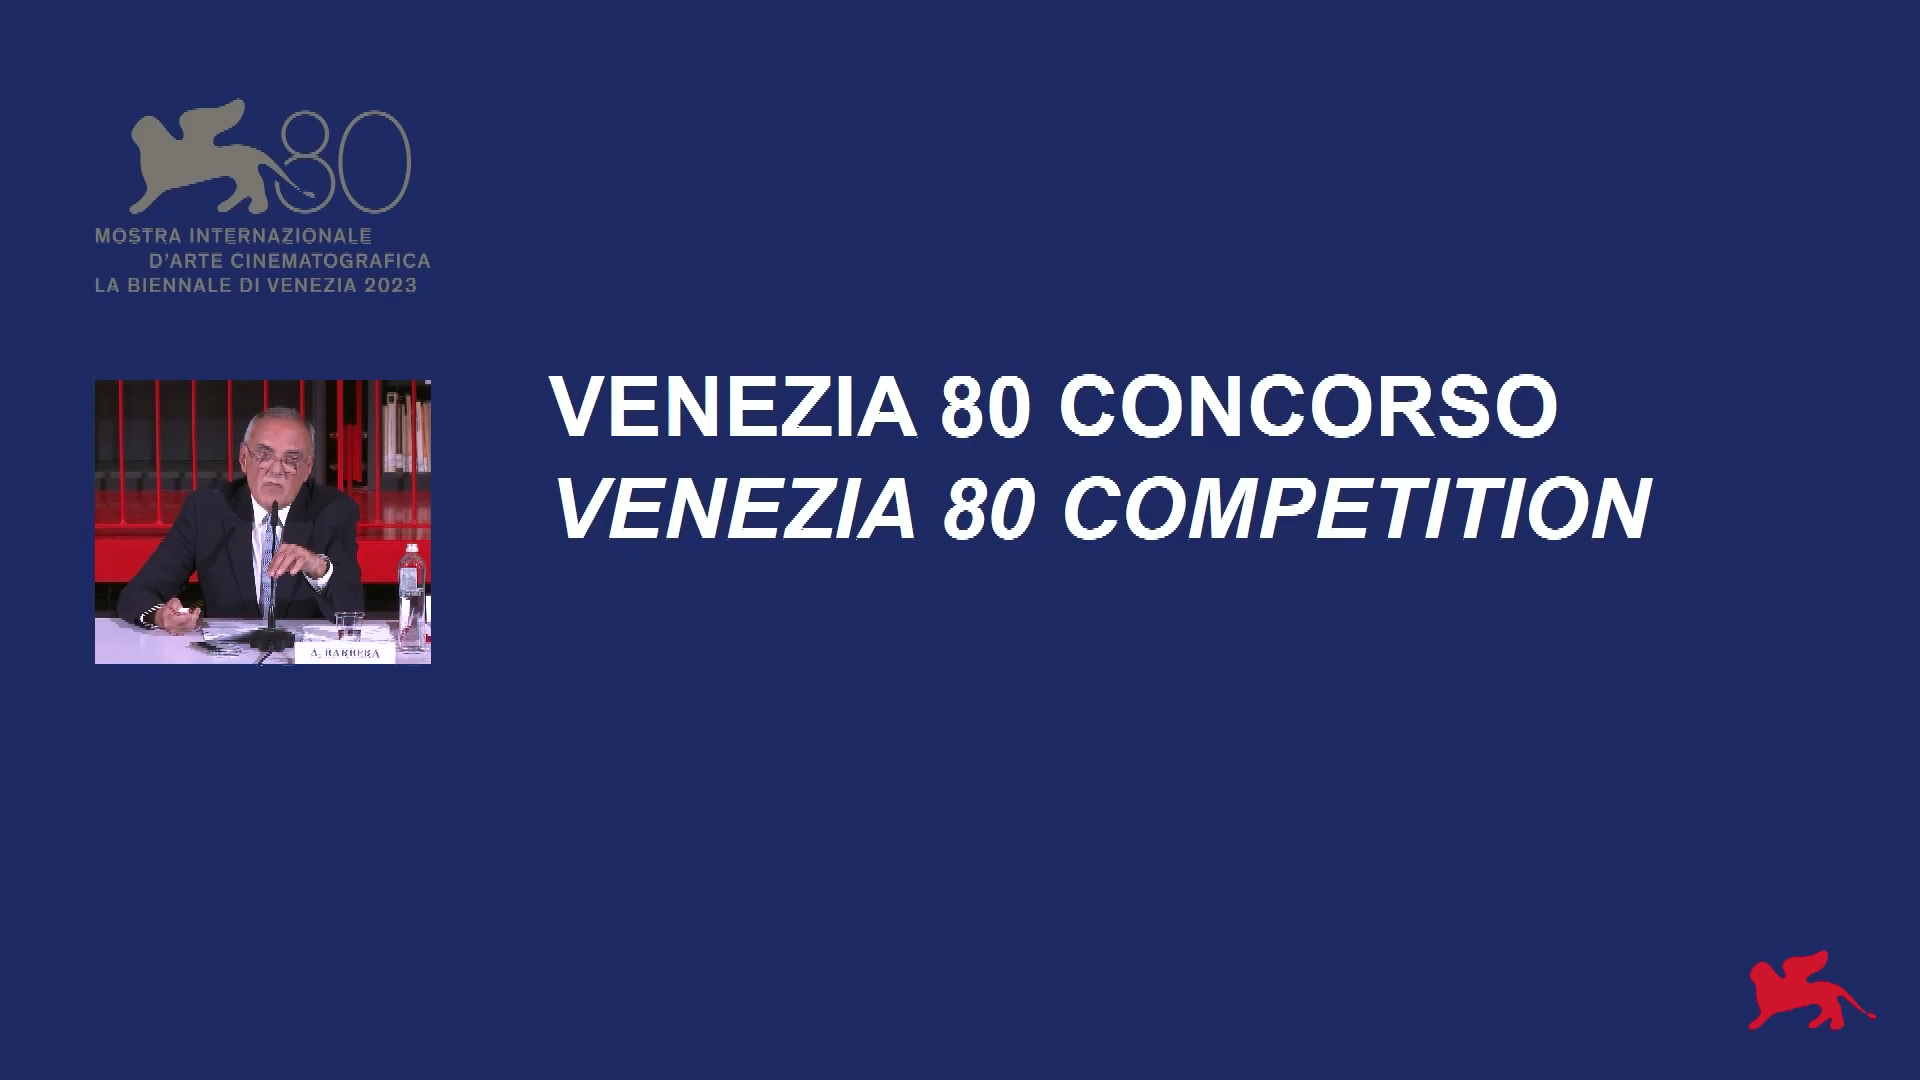 80
MOSTRA INTERNAZIONALE
D'ARTE CINEMATOGRAFICA
LA BIENNALE DI VENEZIA 2023
VENEZIA 80 CONCORSO
VENEZIA 80 COMPETITION
A. BARBERA